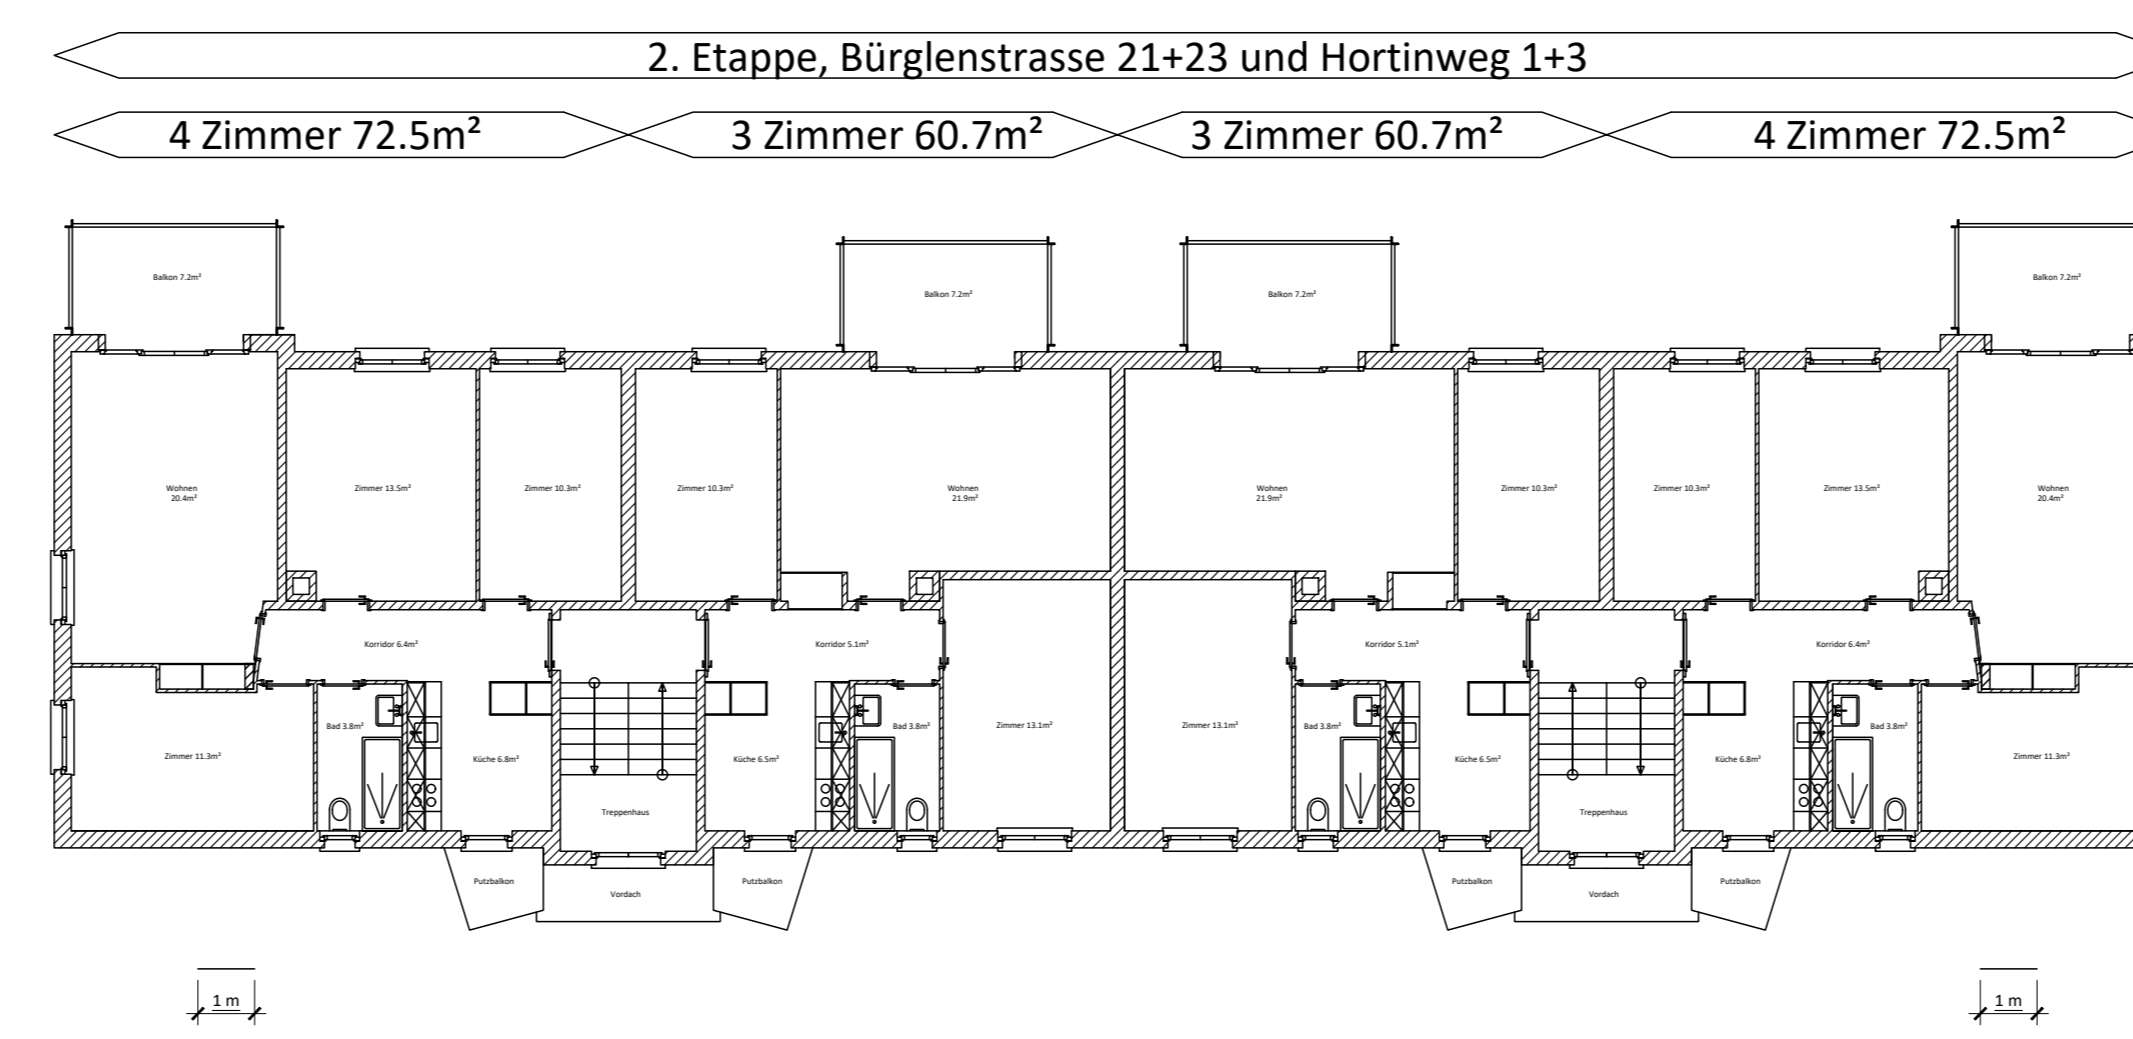 2. Etappe, Bürglenstrasse 21+23 und Hortinweg 1+3
4 Zimmer 72.5m²
3 Zimmer 60.7m²
3 Zimmer 60.7m²
4 Zimmer 72.5m²
Balkon 7.2m²
Balkon 7.2m²
Balkon 7.2m²
Balkon 7.2m²
Wohnen
20.4m²
Zimmer 13.5m²
Zimmer 10.3m²
Zimmer 10.3m²
Wohnen
21.9m²
Wohnen
21.9m²
Zimmer 10.3m²
Zimmer 10.3m²
Zimmer 13.5m²
Wohnen
20.4m²
Korridor 6.4m²
Korridor 5.1m²
Korridor 5.1m²
Korridor 6.4m²
Zimmer 11.3m²
Bad 3.8m²
Küche 6.8m²
Treppenhaus
Küche 6.5m²
Bad 3.8m²
Zimmer 13.1m²
Zimmer 13.1m²
Bad 3.8m²
Küche 6.5m²
Treppenhaus
Küche 6.8m²
Bad 3.8m²
Zimmer 11.3m²
Putzbalkon
Vordach
Putzbalkon
Putzbalkon
Vordach
Putzbalkon
1 m
1 m